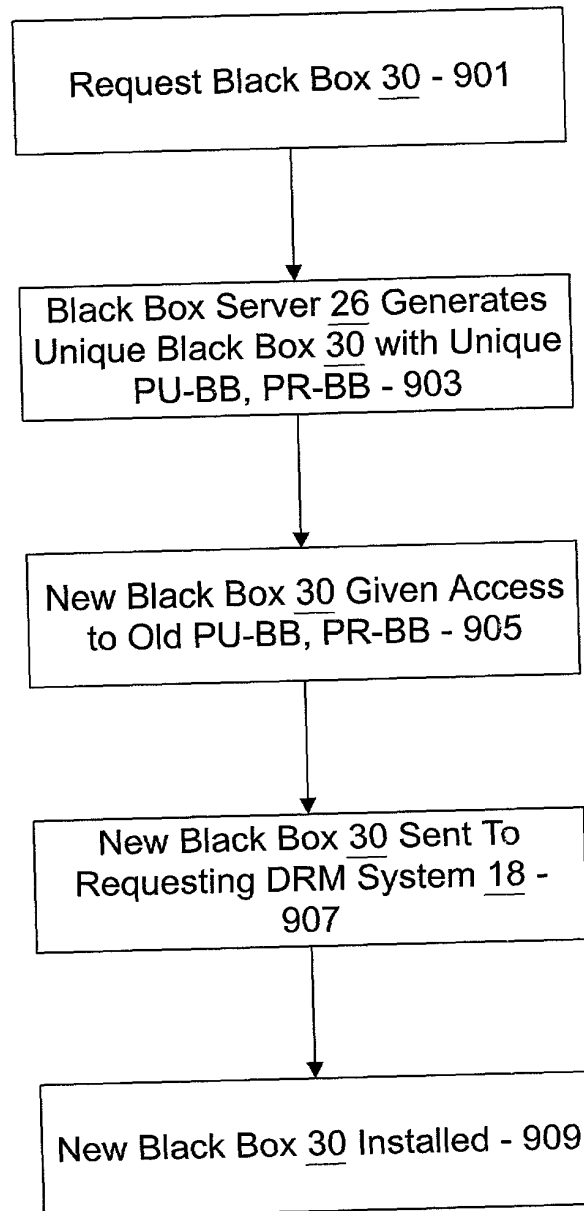 Request Black Box 30 - 901
Black Box Server 26 Generates
Unique Black Box 30 with Unique
PU-BB, PR-BB - 903
New Black Box 30 Given Access
to Old PU-BB, PR-BB - 905
New Black Box 30 Sent To
Requesting DRM System 18 -
907
New Black Box 30 Installed - 909